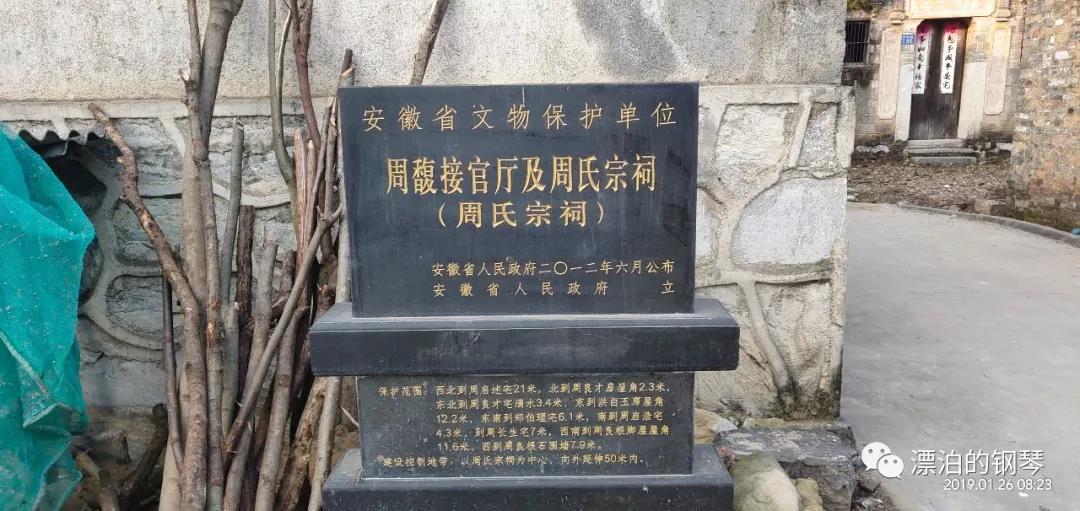 安徽省文物保护单位
周馥接官厅及周氏宗祠
（周氏宗祠）
安徽省人民政府二〇一二年六月公布
安徽省人民政府 立
保护范围：西北到周启述宅21米，北到周良才房屋角2.3米，
东北到周良才宅滴水3.4米，东到洪白玉房屋角
12.2米，东南到郑伯理宅6.1米，南到周启浩宅
4.3米，到周长生宅7米，西南到周良根脚屋屋角
11.6米，西到周良根石围墙7.9米。
建设控制地带：以周氏宗祠为中心，向外延伸50米内。
漂泊的钢琴
2019.01.26 08:23